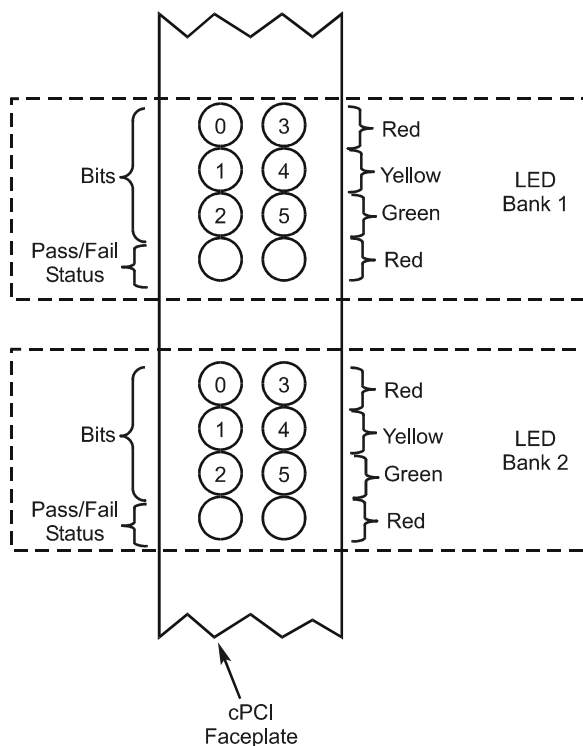 0 3 Red
Bits 1 4 Yellow LED
2 5 Green Bank 1
Pass/Fail Red
Status
0 3 Red
Bits 1 4 Yellow LED
2 5 Green Bank 2
Pass/Fail Red
Status
cPCI
Faceplate